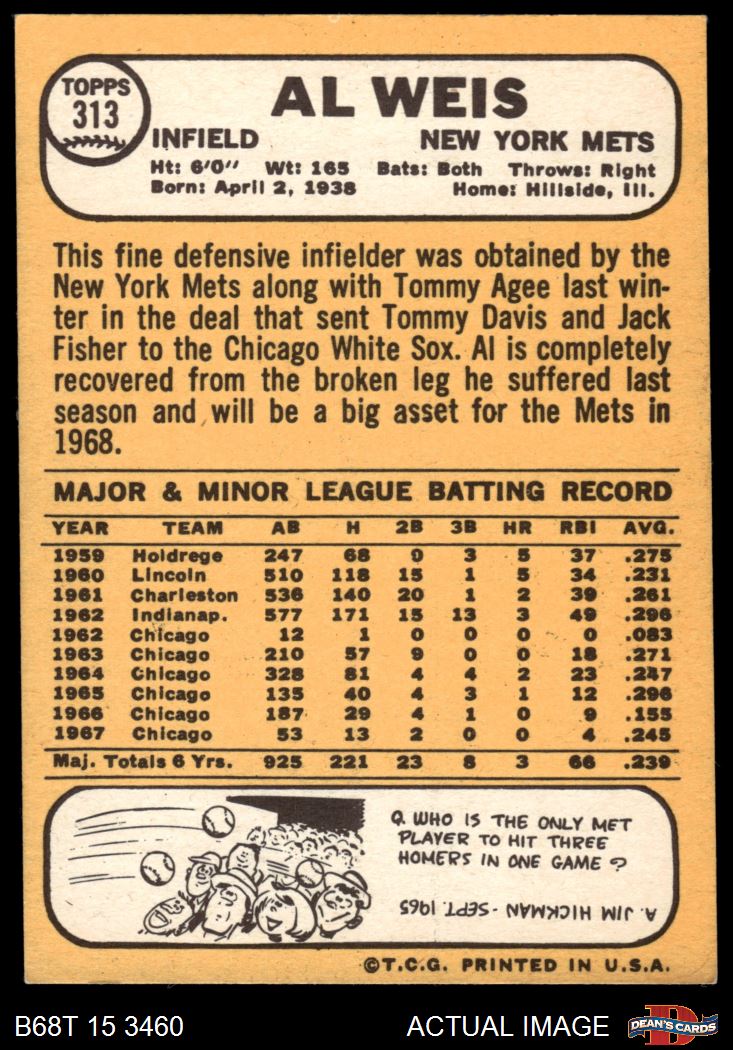 TOPPS
313
AL WEIS
INFIELD NEW YORK METS
Ht: 6'0" Wt: 165 Bats: Both Throws: Right
Born: April 2, 1938 Home: Hillside, Ill.
This fine defensive infielder was obtained by the
New York Mets along with Tommy Agee last win-
ter in the deal that sent Tommy Davis and Jack
Fisher to the Chicago White Sox. Al is completely
recovered from the broken leg he suffered last
season and will be a big asset for the Mets in
1968.
MAJOR & MINOR LEAGUE BATTING RECORD
YEAR TEAM AB H 2B 3B HR RBI AVG.
1959 Holdrege 247 68 0 3 5 37 .275
1960 Lincoln 510 118 15 1 5 34 .231
1961 Charleston 536 140 20 1 2 39 .261
1962 Indianap. 577 171 15 13 3 49 .296
1962 Chicago 12 1 0 0 0 0 .083
1963 Chicago 210 57 9 0 0 18 .271
1964 Chicago 328 81 4 4 2 23 .247
1965 Chicago 135 40 4 3 1 12 .296
1966 Chicago 187 29 4 1 0 9 .155
1967 Chicago 53 13 2 0 0 4 .245
Maj. Totals 6 Yrs. 925 221 23 8 3 66 .239
Q. WHO IS THE ONLY MET
PLAYER TO HIT THREE
HOMERS IN ONE GAME?
A. JIM HICKMAN - SEPT. 1965
©T.C.G. PRINTED IN U.S.A.
B68T 15 3460 ACTUAL IMAGE D DEAN'S CARDS